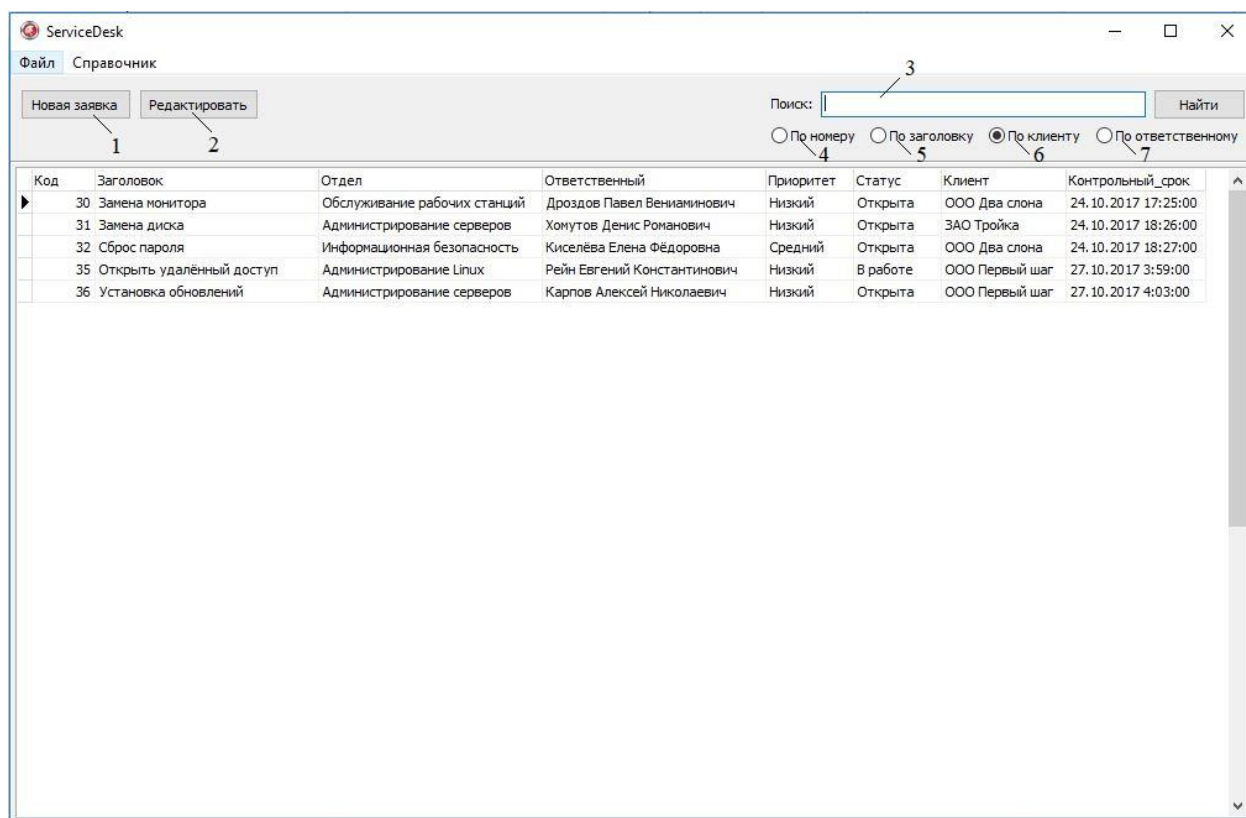 ServiceDesk
Файл Справочник
3
Новая заявка Редактировать Поиск: Найти
1 2
По номеру По заголовку По клиенту По ответственному
4 5 6 7
Код Заголовок Отдел Ответственный Приоритет Статус Клиент Контрольный_срок
30 Замена монитора Обслуживание рабочих станций Дроздов Павел Вениаминович Низкий Открыта ООО Два слона 24.10.2017 17:25:00
31 Замена диска Администрирование серверов Хомутов Денис Романович Низкий Открыта ЗАО Тройка 24.10.2017 18:26:00
32 Сброс пароля Информационная безопасность Киселёва Елена Фёдоровна Средний Открыта ООО Два слона 24.10.2017 18:27:00
35 Открыть удалённый доступ Администрирование Linux Рейн Евгений Константинович Низкий В работе ООО Первый шаг 27.10.2017 3:59:00
36 Установка обновлений Администрирование серверов Карпов Алексей Николаевич Низкий Открыта ООО Первый шаг 27.10.2017 4:03:00